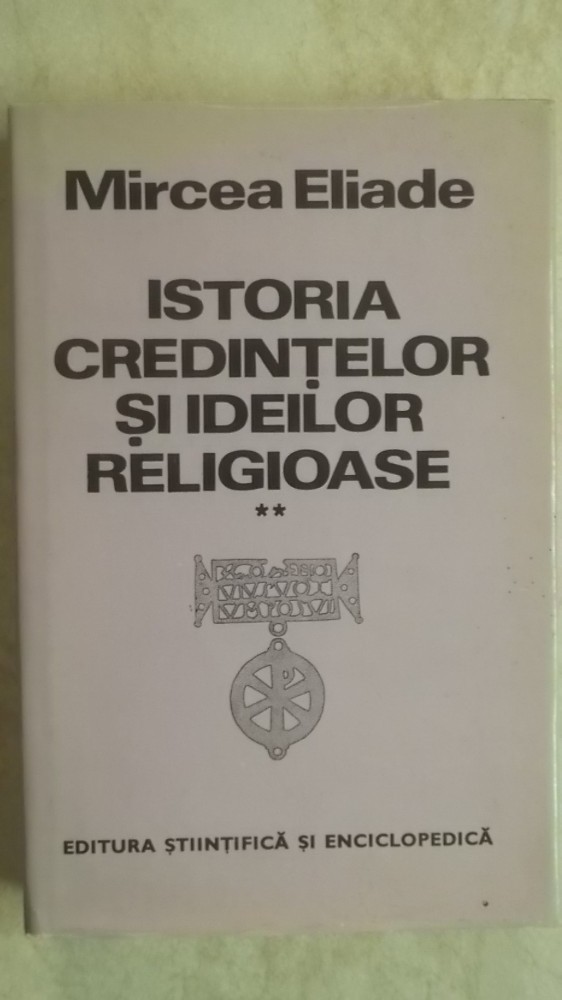 Mircea Eliade
ISTORIA
CREDINȚELOR
ȘI IDEILOR
RELIGIOASE
**
EDITURA ȘTIINȚIFICĂ ȘI ENCICLOPEDICĂ